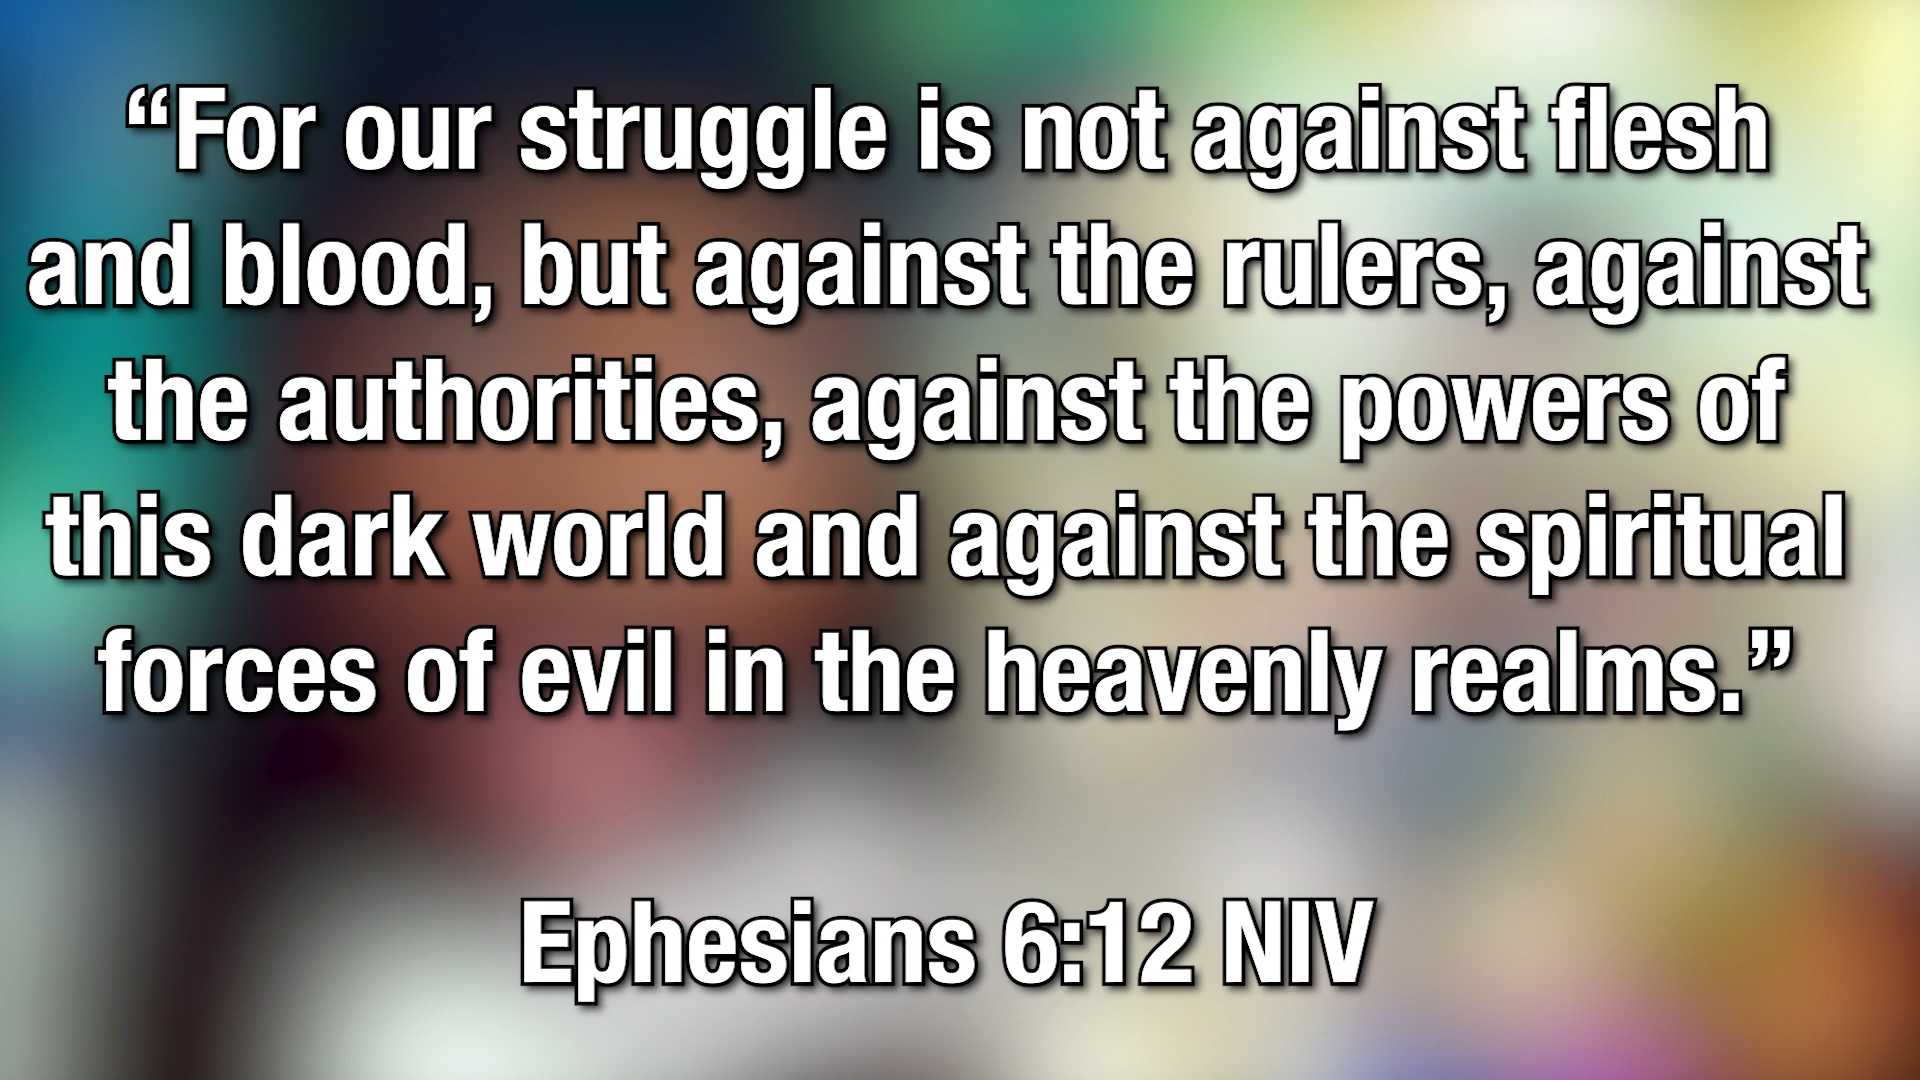 “For our struggle is not against flesh
and blood, but against the rulers, against
the authorities, against the powers of
this dark world and against the spiritual
forces of evil in the heavenly realms.”
Ephesians 6:12 NIV